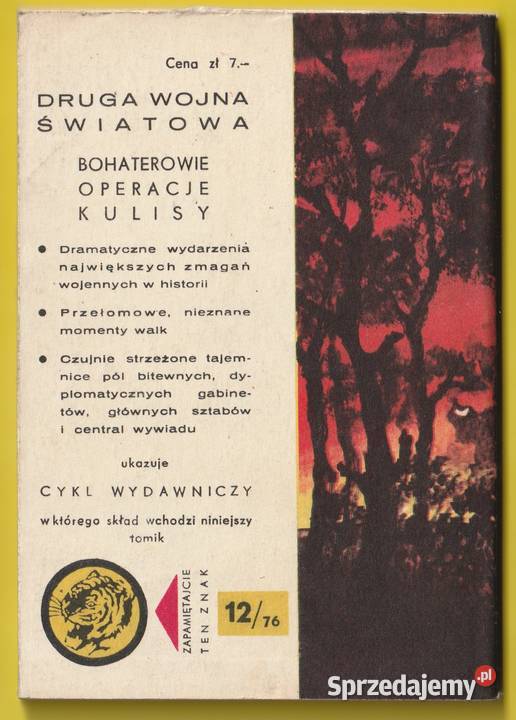 Cena zł 7.–
DRUGA WOJNA
ŚWIATOWA
BOHATEROWIE
OPERACJE
KULISY
● Dramatyczne wydarzenia
największych zmagań
wojennych w historii
● Przełomowe, nieznane
momenty walk
● Czujnie strzeżone tajem-
nice pól bitewnych, dy-
plomatycznych gabine-
tów, głównych sztabów
i central wywiadu
ukazuje
CYKL WYDAWNICZY
w którego skład wchodzi niniejszy
tomik
ZAPAMIĘTAJCIE
TEN ZNAK
12/76
Sprzedajemy.pl